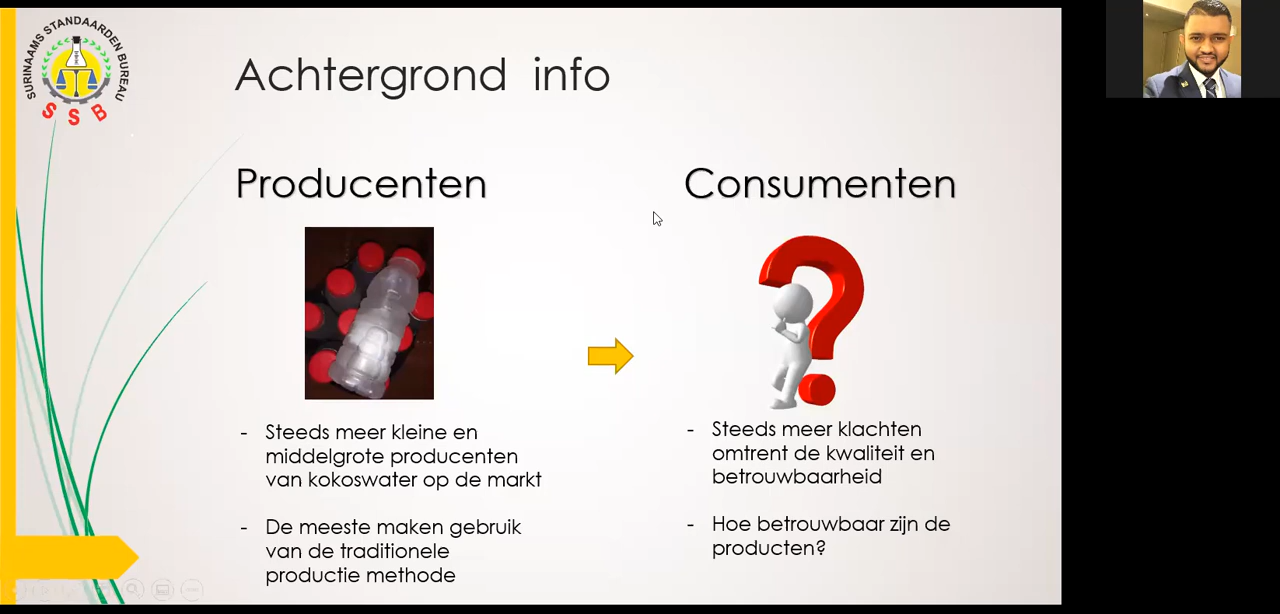 SURINAAMS STANDAARDEN BUREAU
S S B
Achtergrond info
Producenten
Consumenten
- Steeds meer kleine en
middelgrote producenten
van kokoswater op de markt
- De meeste maken gebruik
van de traditionele
productie methode
- Steeds meer klachten
omtrent de kwaliteit en
betrouwbaarheid
- Hoe betrouwbaar zijn de
producten?